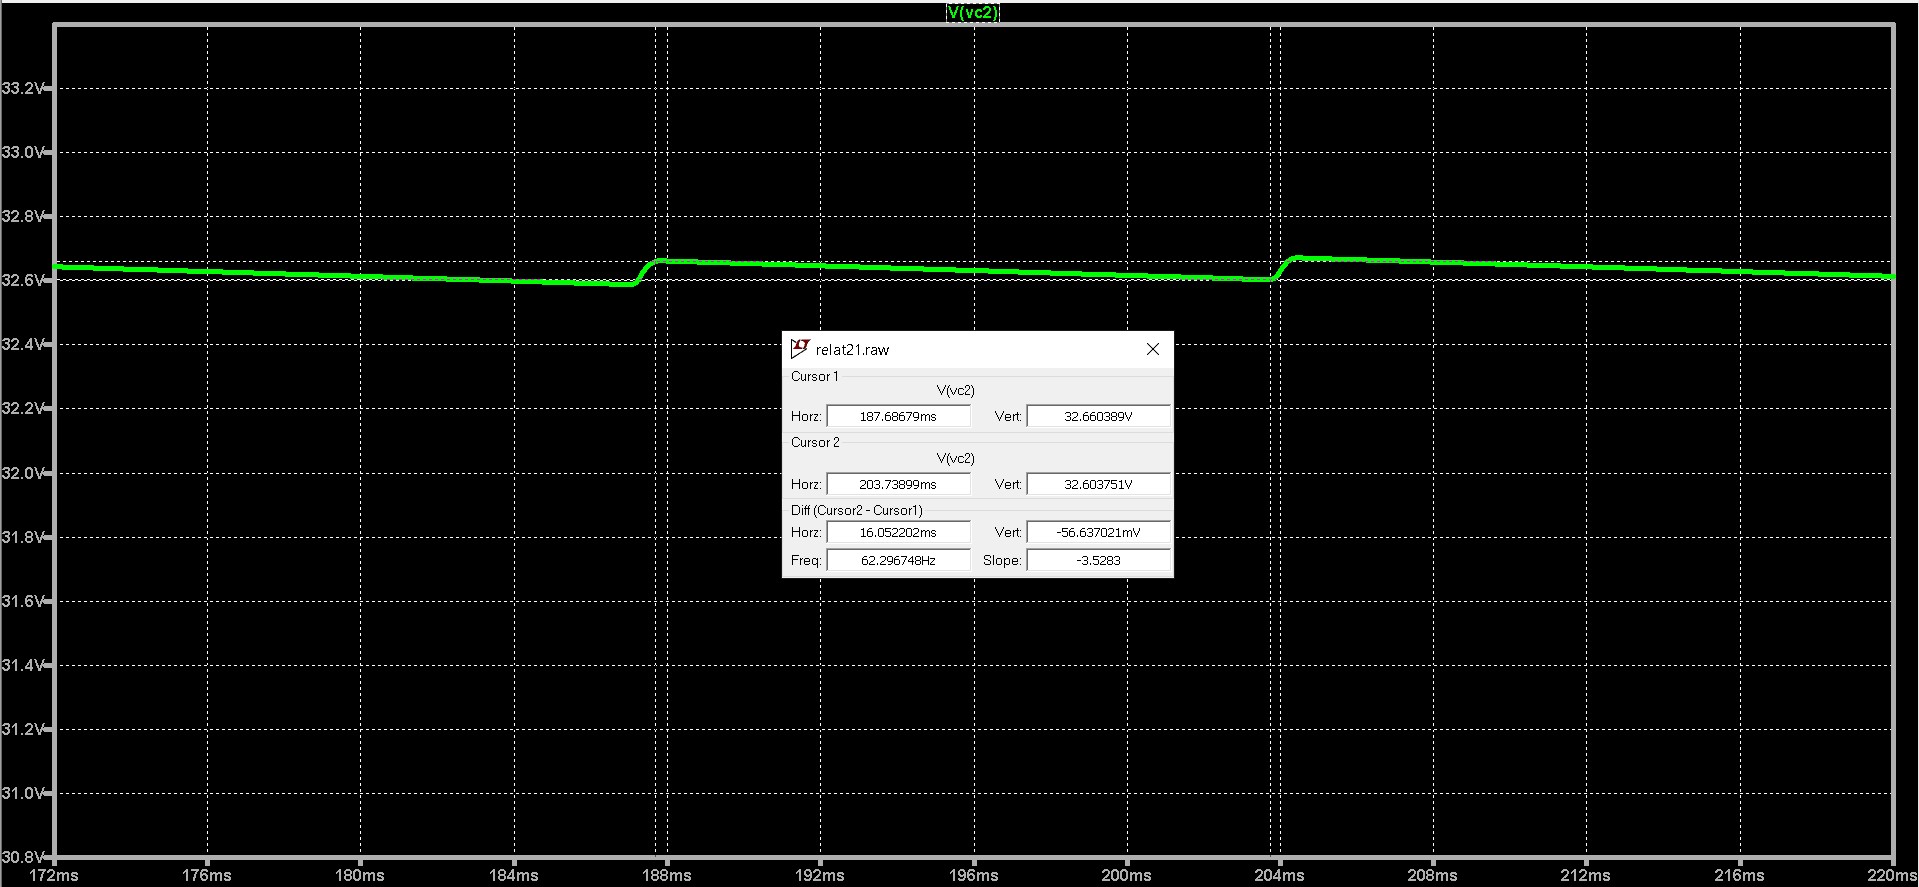 V(vc2)
33.2V
33.0V
32.8V
32.6V
32.4V
32.2V
32.0V
31.8V
31.6V
31.4V
31.2V
31.0V
30.8V
relat21.raw
Cursor 1
V(vc2)
Horz: 187.68679ms Vert: 32.660389V
Cursor 2
V(vc2)
Horz: 203.73899ms Vert: 32.603751V
Diff (Cursor2 - Cursor1)
Horz: 16.052202ms Vert: -56.637021mV
Freq: 62.296748Hz Slope: -3.5283
172ms 176ms 180ms 184ms 188ms 192ms 196ms 200ms 204ms 208ms 212ms 216ms 220ms